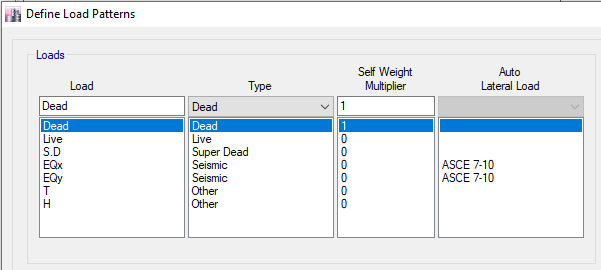 Define Load Patterns
Loads
Load Type Self Weight Multiplier Auto Lateral Load
Dead Dead 1
Dead Dead 1
Live Live 0
S.D Super Dead 0
EQx Seismic 0 ASCE 7-10
EQy Seismic 0 ASCE 7-10
T Other 0
H Other 0